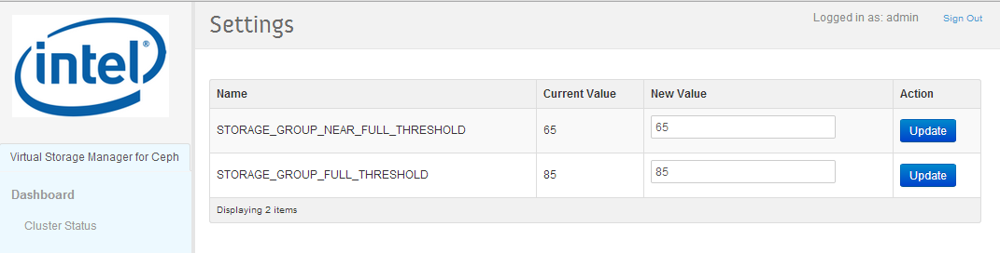 Settings
Logged in as: admin
Sign Out
intel®
Name Current Value New Value Action
STORAGE_GROUP_NEAR_FULL_THRESHOLD 65 65 Update
STORAGE_GROUP_FULL_THRESHOLD 85 85 Update
Displaying 2 items
Virtual Storage Manager for Ceph
Dashboard
Cluster Status